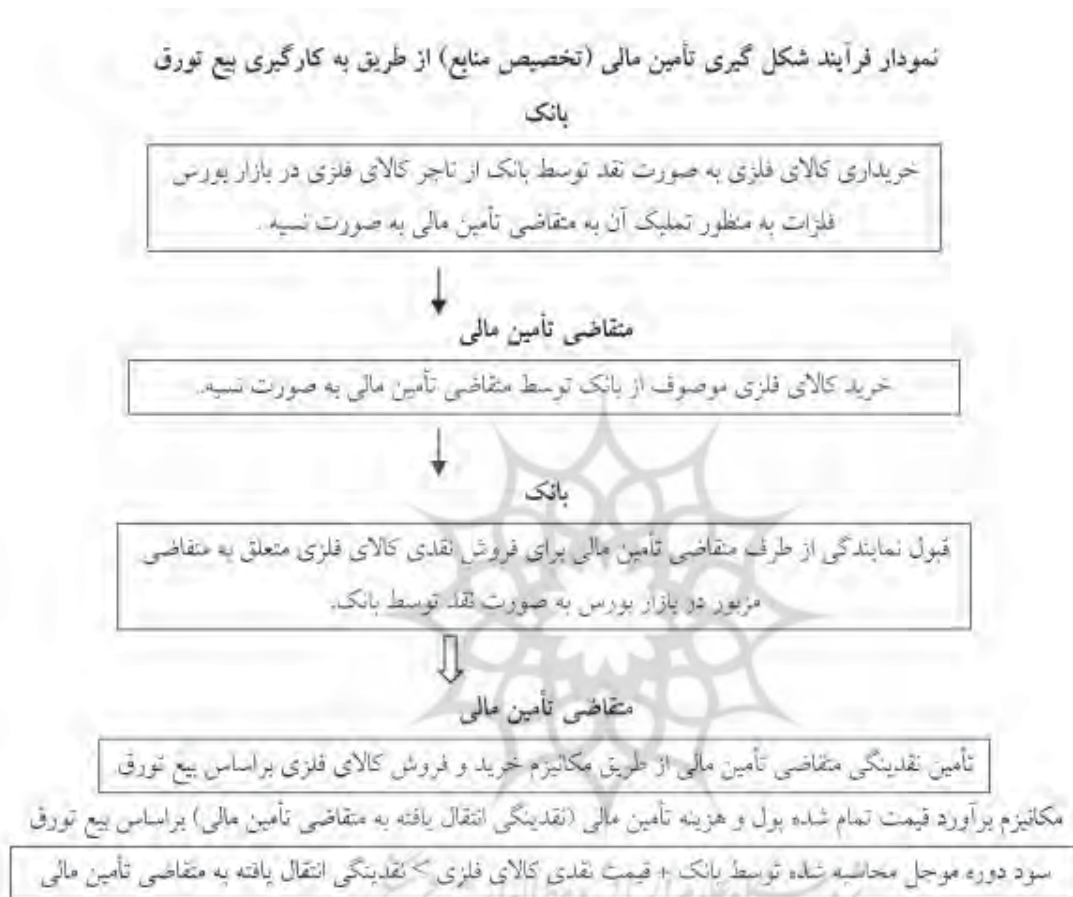 نمودار فرآیند شکل گیری تأمین مالی (تخصیص منابع) از طریق به کارگیری بیع تورق
بانک
خریداری کالای فلزی به صورت نقد توسط بانک از تاجر کالای فلزی در بازار بورس
فلزات به منظور تملیک آن به متقاضی تأمین مالی به صورت نسیه.
متقاضی تأمین مالی
خرید کالای فلزی موصوف از بانک توسط متقاضی تأمین مالی به صورت نسیه.
بانک
قبول نمایندگی از طرف متقاضی تأمین مالی برای فروش نقدی کالای فلزی متعلق به متقاضی
مزبور در بازار بورس به صورت نقد توسط بانک.
متقاضی تأمین مالی
تأمین نقدینگی متقاضی تأمین مالی از طریق مکانیزم خرید و فروش کالای فلزی براساس بیع تورق
مکانیزم برآورد قیمت تمام شده پول و هزینه تأمین مالی (نقدینگی انتقال یافته به متقاضی تأمین مالی) براساس بیع تورق
سود دوره موجل محاسبه شده توسط بانک + قیمت نقدی کالای فلزی > نقدینگی انتقال یافته به متقاضی تأمین مالی